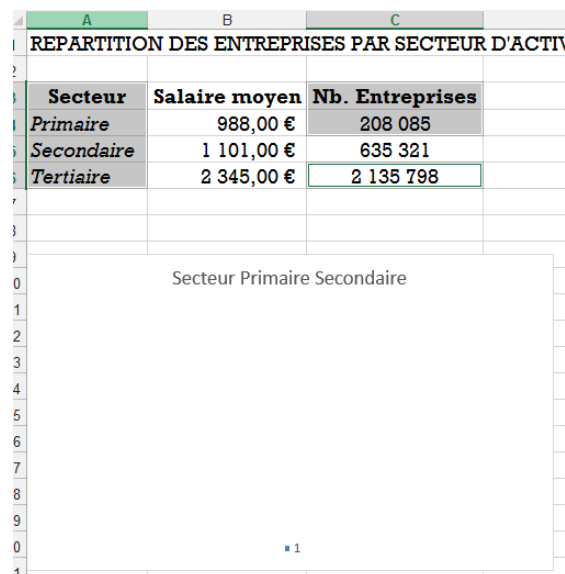 A B C
REPARTITION DES ENTREPRISES PAR SECTEUR D'ACTIV
Secteur Salaire moyen Nb. Entreprises
Primaire 988,00 € 208 085
Secondaire 1 101,00 € 635 321
Tertiaire 2 345,00 € 2 135 798
Secteur Primaire Secondaire
1